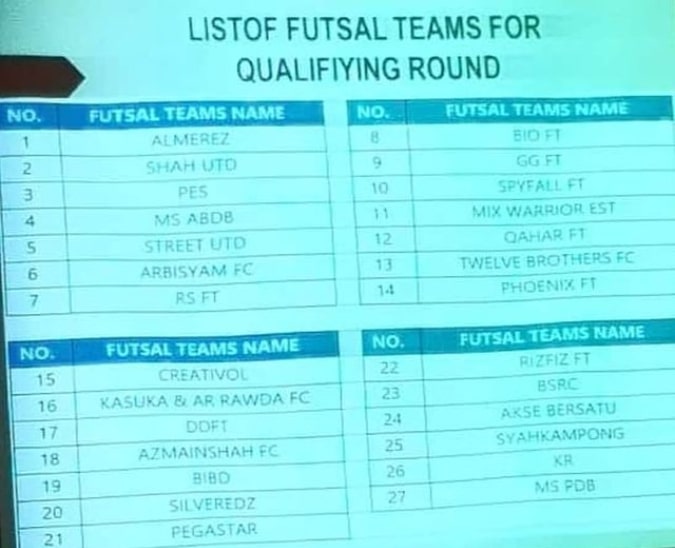 LISTOF FUTSAL TEAMS FOR
QUALIFIYING ROUND
NO. FUTSAL TEAMS NAME
1 ALMEREZ
2 SHAH UTD
3 PES
4 MS ABDB
5 STREET UTD
6 ARBISYAM FC
7 RS FT
NO. FUTSAL TEAMS NAME
8 BIO FT
9 GG FT
10 SPYFALL FT
11 MIX WARRIOR EST
12 QAHAR FT
13 TWELVE BROTHERS FC
14 PHOENIX FT
NO. FUTSAL TEAMS NAME
15 CREATIVOL
16 KASUKA & AR RAWDA FC
17 DDFT
18 AZMAINSHAH FC
19 BIBD
20 SILVEREDZ
21 PEGASTAR
NO. FUTSAL TEAMS NAME
22 RIZFIZ FT
23 BSRC
24 AKSE BERSATU
25 SYAHKAMPONG
26 KR
27 MS PDB